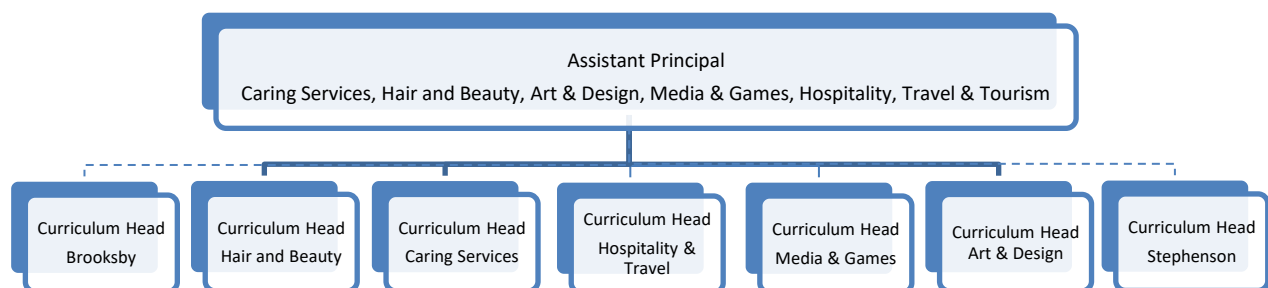 Assistant Principal
Caring Services, Hair and Beauty, Art & Design, Media & Games, Hospitality, Travel & Tourism
Curriculum Head
Brooksby
Curriculum Head
Hair and Beauty
Curriculum Head
Caring Services
Curriculum Head
Hospitality &
Travel
Curriculum Head
Media & Games
Curriculum Head
Art & Design
Curriculum Head
Stephenson